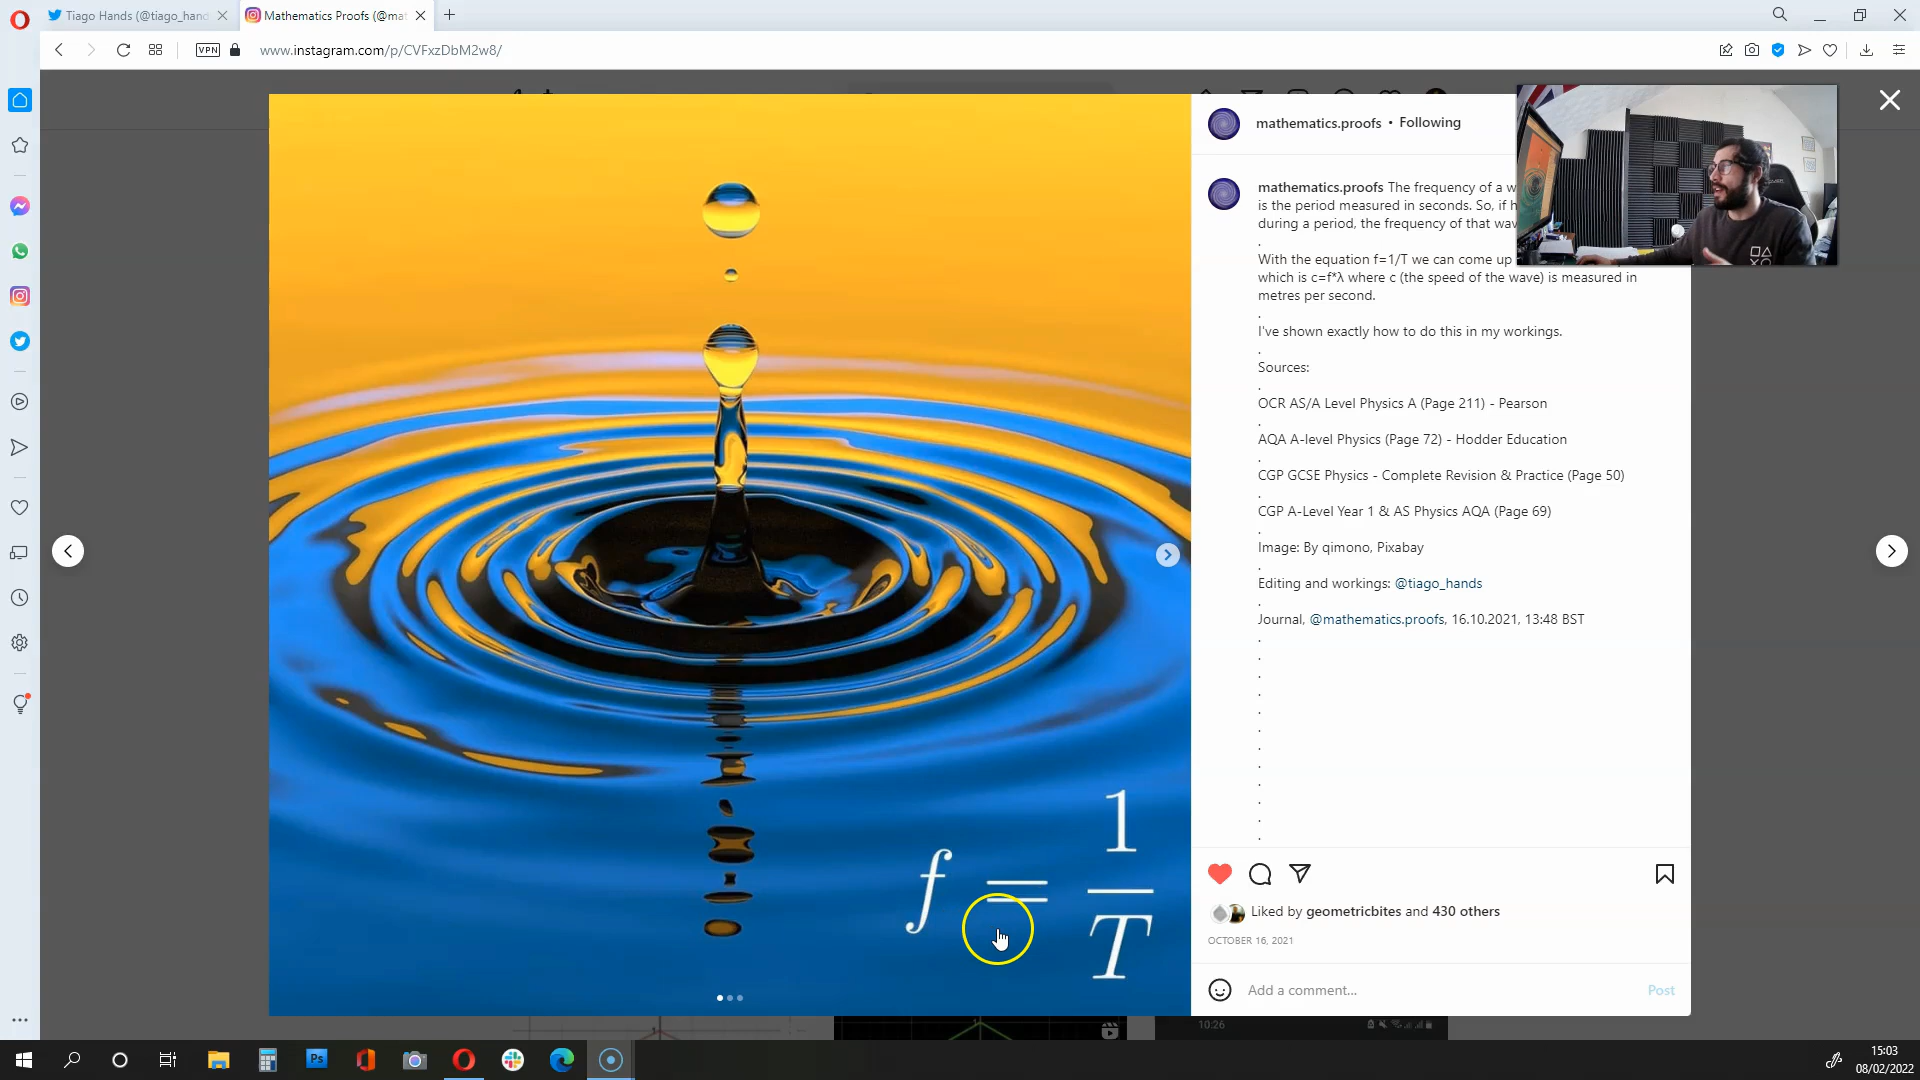 Tiago Hands (@tiago_hand
Mathematics Proofs (@mat
VPN
www.instagram.com/p/CVFxzDbM2w8/
mathematics.proofs • Following
mathematics.proofs The frequency of a w
is the period measured in seconds. So, if h
during a period, the frequency of that wav
.
With the equation f=1/T we can come up
which is c=f*λ where c (the speed of the wave) is measured in
metres per second.
.
I've shown exactly how to do this in my workings.
.
Sources:
.
OCR AS/A Level Physics A (Page 211) - Pearson
.
AQA A-level Physics (Page 72) - Hodder Education
.
CGP GCSE Physics - Complete Revision & Practice (Page 50)
.
CGP A-Level Year 1 & AS Physics AQA (Page 69)
.
Image: By qimono, Pixabay
.
Editing and workings: @tiago_hands
.
Journal, @mathematics.proofs, 16.10.2021, 13:48 BST
.
.
.
.
.
.
.
.
.
.
.
.
f = 1/T
Liked by geometricbites and 430 others
OCTOBER 16, 2021
Add a comment... Post
10:26
Ps
15:03
08/02/2022